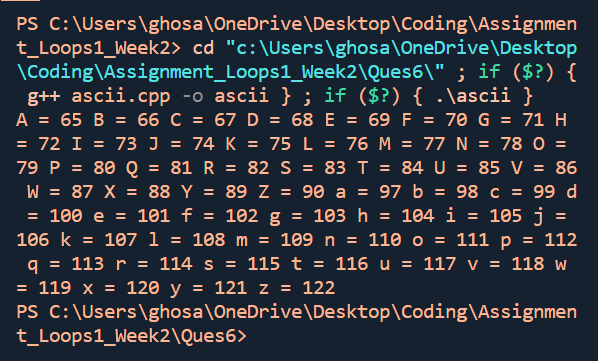 PS C:\Users\ghosa\OneDrive\Desktop\Coding\Assignmen
t_Loops1_Week2> cd "c:\Users\ghosa\OneDrive\Desktop
\Coding\Assignment_Loops1_Week2\Ques6\" ; if ($?) {
 g++ ascii.cpp -o ascii } ; if ($?) { .\ascii }
A = 65 B = 66 C = 67 D = 68 E = 69 F = 70 G = 71 H
= 72 I = 73 J = 74 K = 75 L = 76 M = 77 N = 78 O =
79 P = 80 Q = 81 R = 82 S = 83 T = 84 U = 85 V = 86
 W = 87 X = 88 Y = 89 Z = 90 a = 97 b = 98 c = 99 d
 = 100 e = 101 f = 102 g = 103 h = 104 i = 105 j =
106 k = 107 l = 108 m = 109 n = 110 o = 111 p = 112
 q = 113 r = 114 s = 115 t = 116 u = 117 v = 118 w
= 119 x = 120 y = 121 z = 122
PS C:\Users\ghosa\OneDrive\Desktop\Coding\Assignmen
t_Loops1_Week2\Ques6>